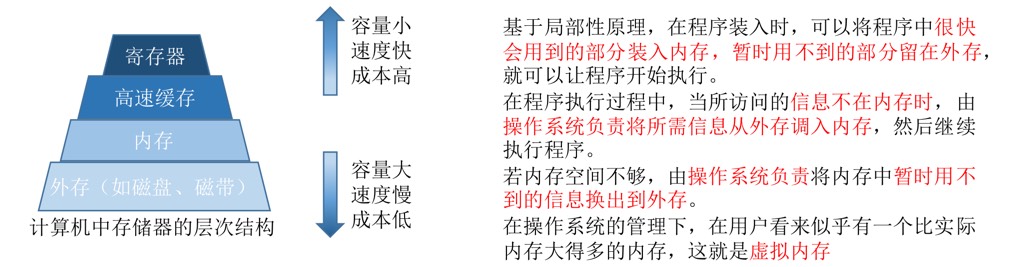 寄存器
高速缓存
内存
外存（如磁盘、磁带）
计算机中存储器的层次结构
容量小
速度快
成本高
容量大
速度慢
成本低
基于局部性原理，在程序装入时，可以将程序中很快
会用到的部分装入内存，暂时用不到的部分留在外存，
就可以让程序开始执行。
在程序执行过程中，当所访问的信息不在内存时，由
操作系统负责将所需信息从外存调入内存，然后继续
执行程序。
若内存空间不够，由操作系统负责将内存中暂时用不
到的信息换出到外存。
在操作系统的管理下，在用户看来似乎有一个比实际
内存大得多的内存，这就是虚拟内存